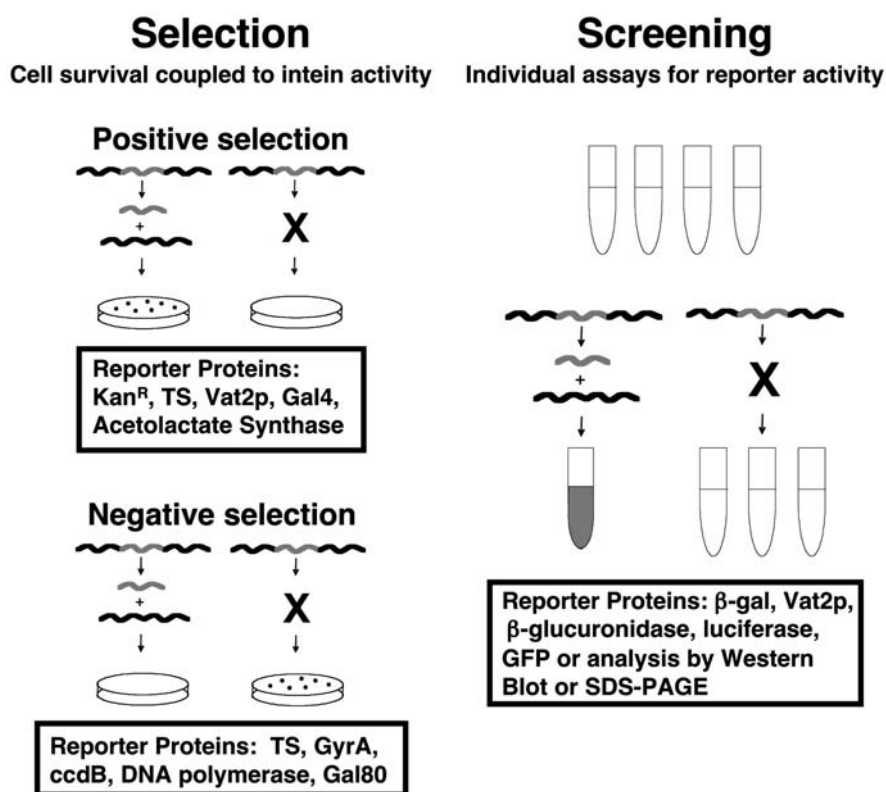 Selection
Cell survival coupled to intein activity
Positive selection
+
X
Reporter Proteins:
Kanᴿ, TS, Vat2p, Gal4,
Acetolactate Synthase
Negative selection
+
X
Reporter Proteins: TS, GyrA,
ccdB, DNA polymerase, Gal80
Screening
Individual assays for reporter activity
+
X
Reporter Proteins: β-gal, Vat2p,
β-glucuronidase, luciferase,
GFP or analysis by Western
Blot or SDS-PAGE